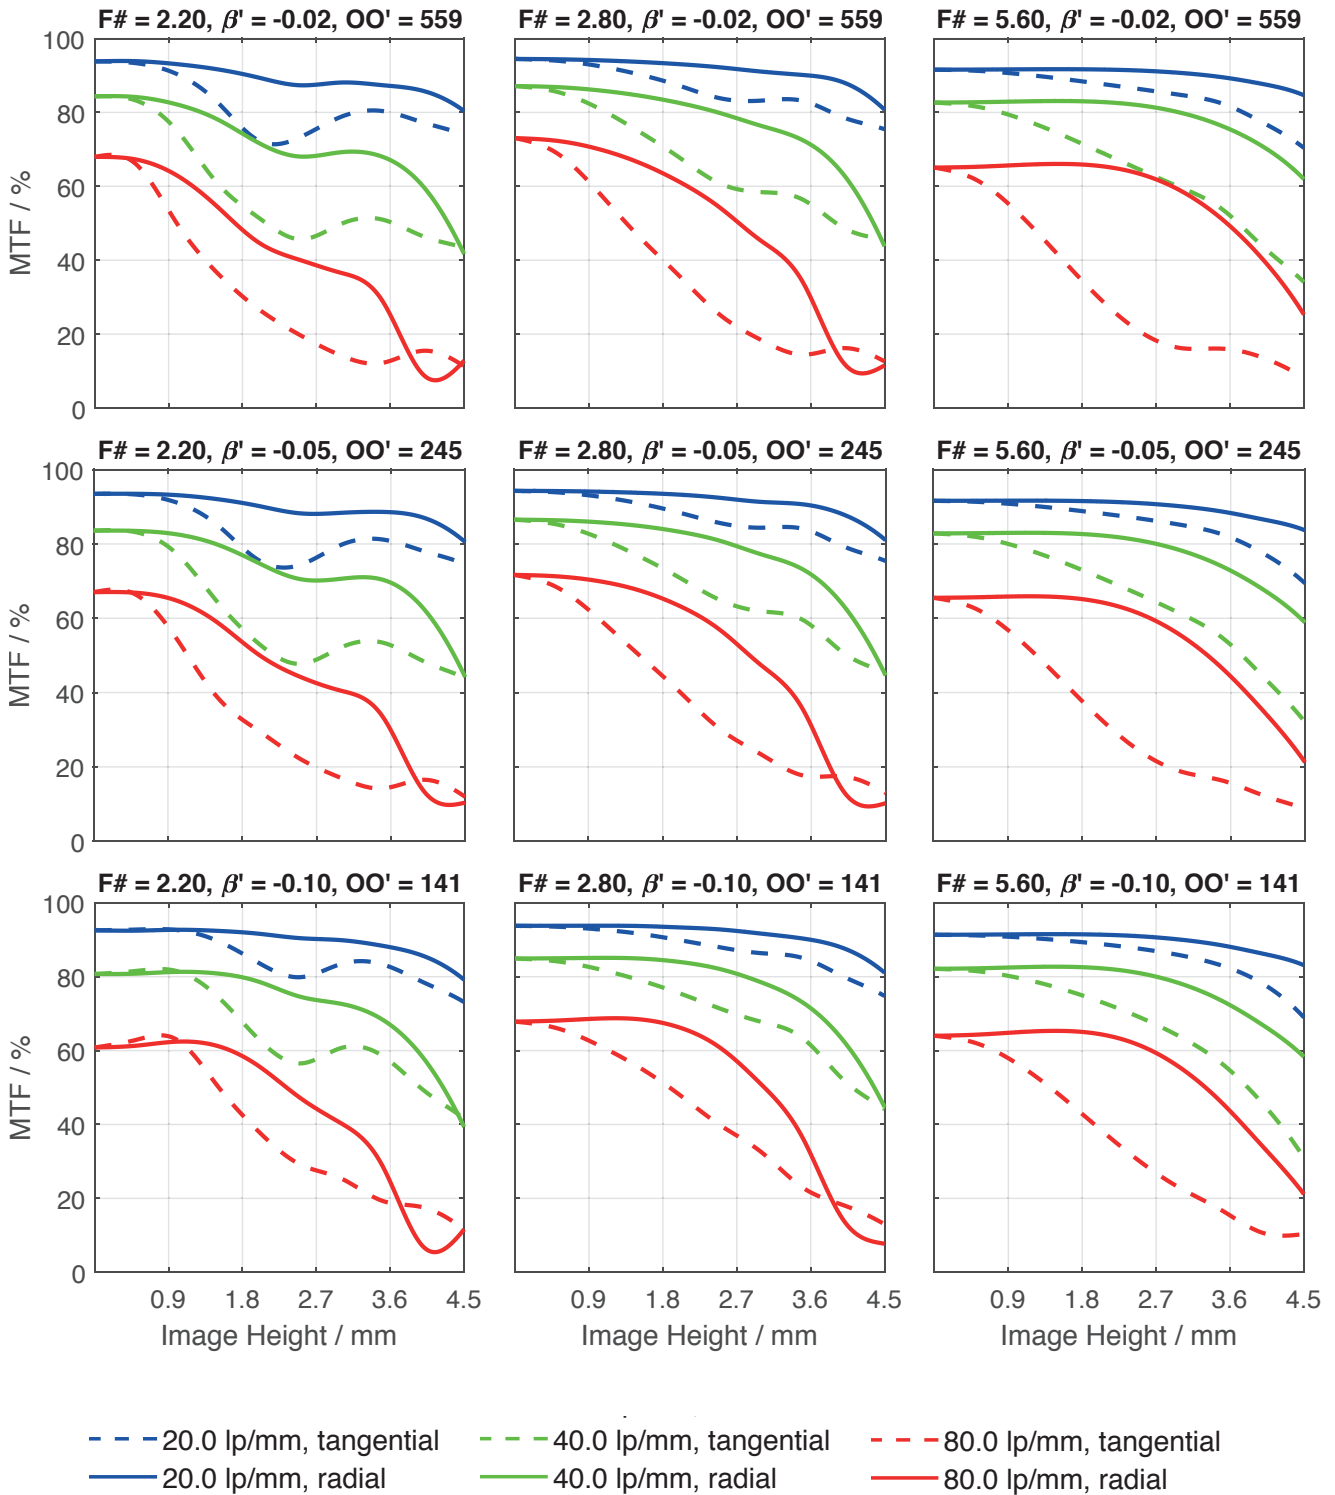 F# = 2.20, β' = -0.02, OO' = 559
F# = 2.80, β' = -0.02, OO' = 559
F# = 5.60, β' = -0.02, OO' = 559
MTF / %
100
80
60
40
20
0
F# = 2.20, β' = -0.05, OO' = 245
F# = 2.80, β' = -0.05, OO' = 245
F# = 5.60, β' = -0.05, OO' = 245
MTF / %
100
80
60
40
20
0
F# = 2.20, β' = -0.10, OO' = 141
F# = 2.80, β' = -0.10, OO' = 141
F# = 5.60, β' = -0.10, OO' = 141
MTF / %
100
80
60
40
20
0
0.9 1.8 2.7 3.6 4.5
0.9 1.8 2.7 3.6 4.5
0.9 1.8 2.7 3.6 4.5
Image Height / mm
Image Height / mm
Image Height / mm
20.0 lp/mm, tangential
40.0 lp/mm, tangential
80.0 lp/mm, tangential
20.0 lp/mm, radial
40.0 lp/mm, radial
80.0 lp/mm, radial